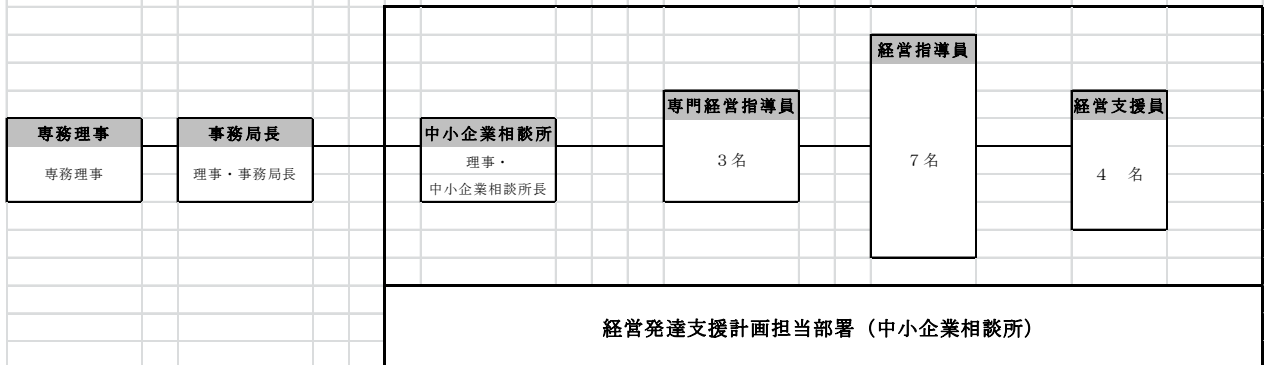 専務理事
専務理事
事務局長
理事・事務局長
中小企業相談所
理事・
中小企業相談所長
専門経営指導員
3名
経営指導員
7名
経営支援員
4　名
経営発達支援計画担当部署（中小企業相談所）